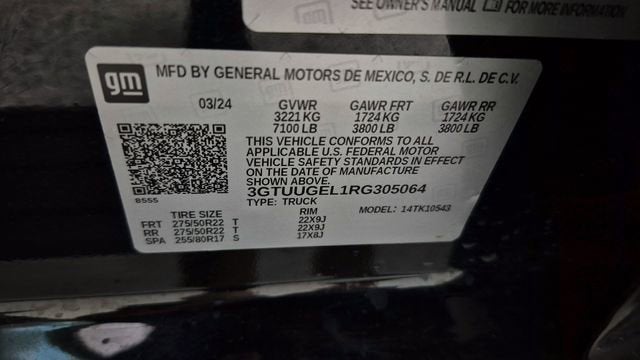 SEE OWNER'S MANUAL FOR MORE INFORMATION
gm
MFD BY GENERAL MOTORS DE MEXICO, S. DE R.L. DE C.V.
03/24 GVWR GAWR FRT GAWR RR
3221 KG 1724 KG 1724 KG
7100 LB 3800 LB 3800 LB
THIS VEHICLE CONFORMS TO ALL
APPLICABLE U.S. FEDERAL MOTOR
VEHICLE SAFETY STANDARDS IN EFFECT
ON THE DATE OF MANUFACTURE
SHOWN ABOVE.
3GTUUGEL1RG305064
8555
TYPE: TRUCK
TIRE SIZE RIM MODEL: 14TK10543
FRT 275/50R22 T 22X9J
RR 275/50R22 T 22X9J
SPA 255/80R17 S 17X8J